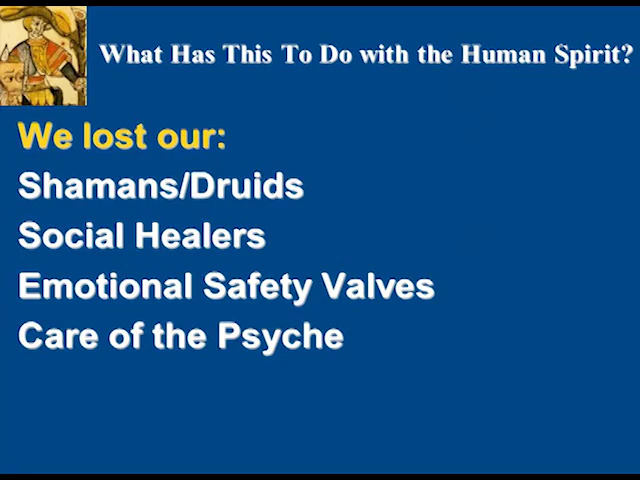 What Has This To Do with the Human Spirit?
We lost our:
Shamans/Druids
Social Healers
Emotional Safety Valves
Care of the Psyche